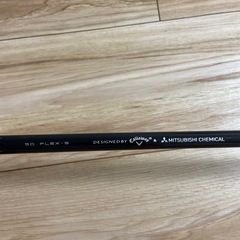 50 FLEX-S DESIGNED BY Callaway & MITSUBISHI CHEMICAL